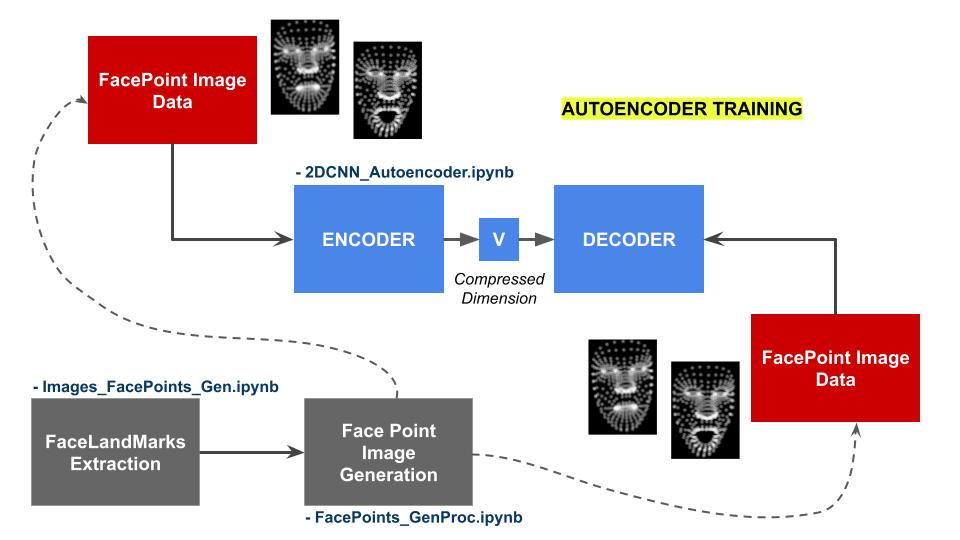 FacePoint Image
Data
AUTOENCODER TRAINING
- 2DCNN_Autoencoder.ipynb
ENCODER
V
DECODER
Compressed
Dimension
FacePoint Image
Data
- Images_FacePoints_Gen.ipynb
FaceLandMarks
Extraction
Face Point
Image
Generation
- FacePoints_GenProc.ipynb